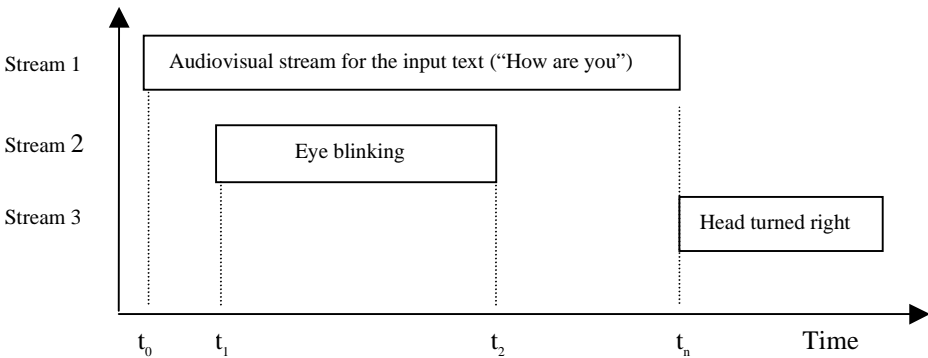 Stream 1
Audiovisual stream for the input text (“How are you”)
Stream 2
Eye blinking
Stream 3
Head turned right
t0 t1 t2 tn Time